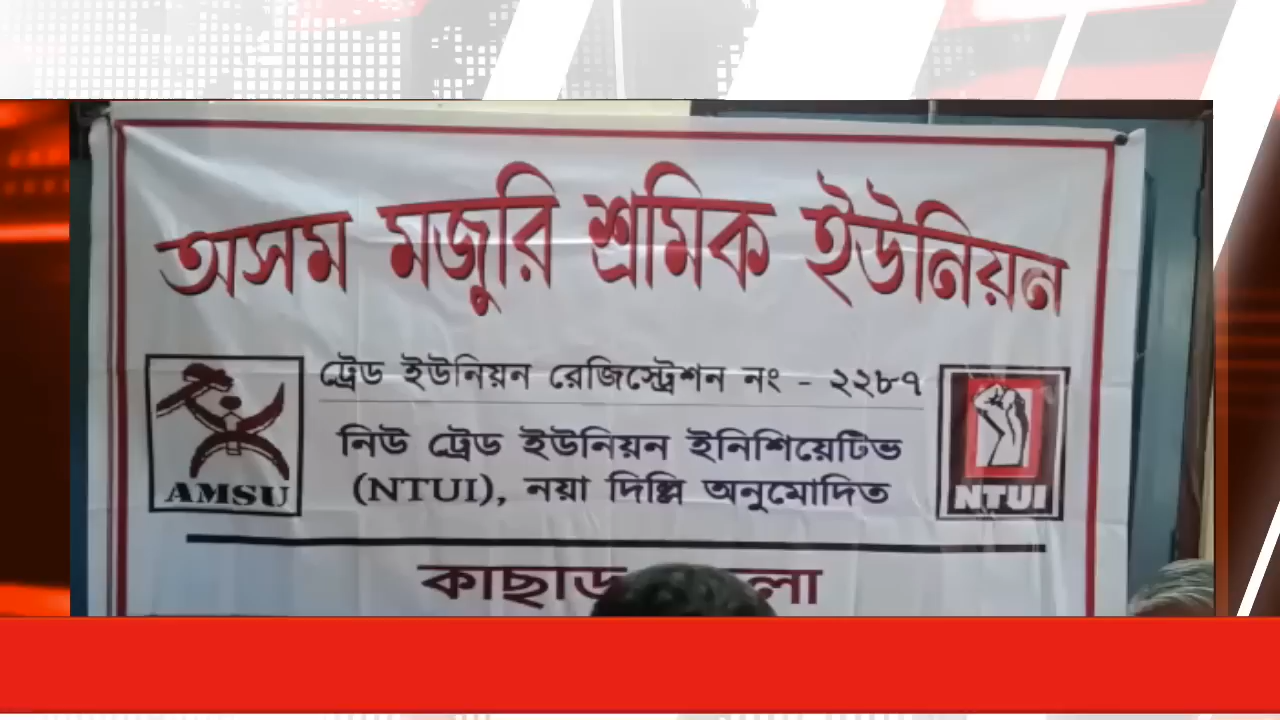 অসম মজুরি শ্রমিক ইউনিয়ন
ট্রেড ইউনিয়ন রেজিস্ট্রেশন নং - ২২৮৭
নিউ ট্রেড ইউনিয়ন ইনিশিয়েটিভ
(NTUI), নয়া দিল্লি অনুমোদিত
AMSU
NTUI
কাছাড়